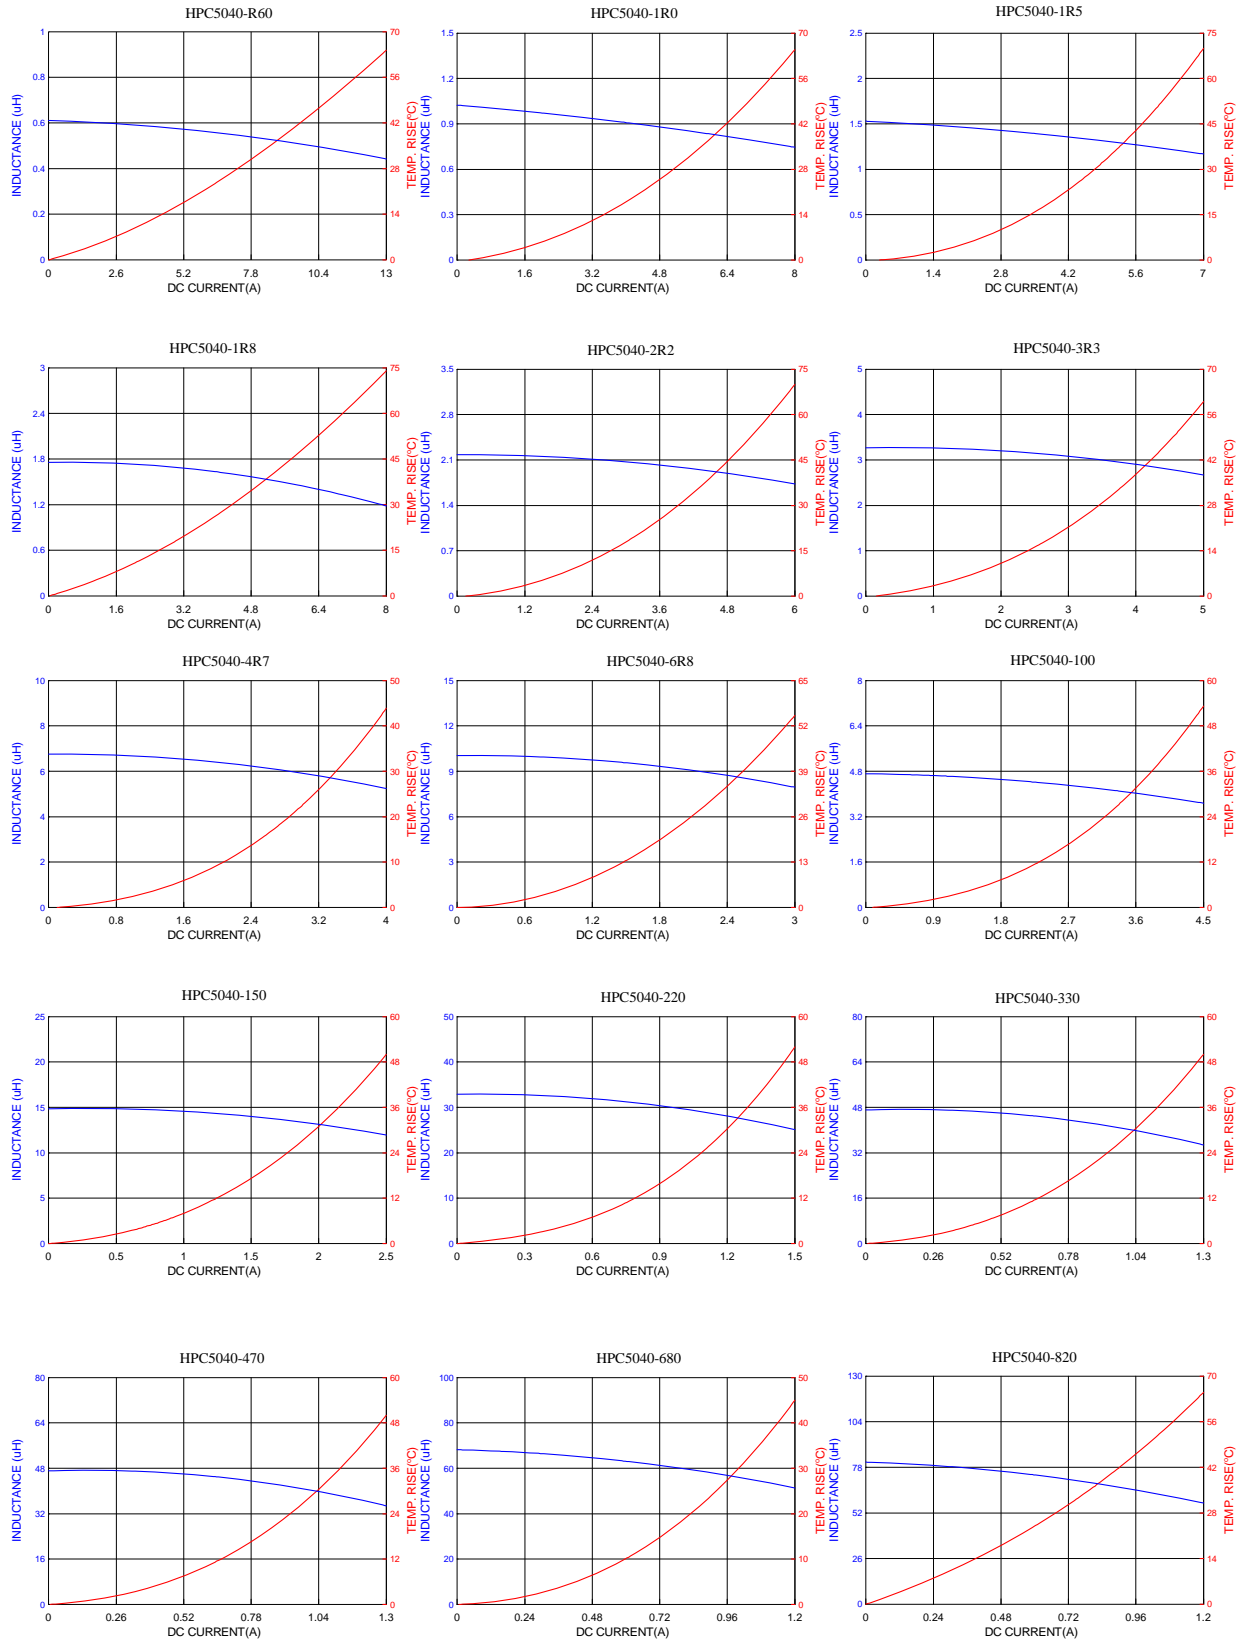 HPC5040-R60
HPC5040-1R0
HPC5040-1R5
INDUCTANCE (uH)
1
0.8
0.6
0.4
0.2
0
70
56
42
28
14
0
TEMP. RISE(ºC)
0 2.6 5.2 7.8 10.4 13
DC CURRENT(A)
INDUCTANCE (uH)
1.5
1.2
0.9
0.6
0.3
0
70
56
42
28
14
0
TEMP. RISE(ºC)
0 1.6 3.2 4.8 6.4 8
DC CURRENT(A)
INDUCTANCE (uH)
2.5
2
1.5
1
0.5
0
75
60
45
30
15
0
TEMP. RISE(ºC)
0 1.4 2.8 4.2 5.6 7
DC CURRENT(A)
HPC5040-1R8
HPC5040-2R2
HPC5040-3R3
INDUCTANCE (uH)
3
2.4
1.8
1.2
0.6
0
75
60
45
30
15
0
TEMP. RISE(ºC)
0 1.6 3.2 4.8 6.4 8
DC CURRENT(A)
INDUCTANCE (uH)
3.5
2.8
2.1
1.4
0.7
0
75
60
45
30
15
0
TEMP. RISE(ºC)
0 1.2 2.4 3.6 4.8 6
DC CURRENT(A)
INDUCTANCE (uH)
5
4
3
2
1
0
70
56
42
28
14
0
TEMP. RISE(ºC)
0 1 2 3 4 5
DC CURRENT(A)
HPC5040-4R7
HPC5040-6R8
HPC5040-100
INDUCTANCE (uH)
10
8
6
4
2
0
50
40
30
20
10
0
TEMP. RISE(ºC)
0 0.8 1.6 2.4 3.2 4
DC CURRENT(A)
INDUCTANCE (uH)
15
12
9
6
3
0
65
52
39
26
13
0
TEMP. RISE(ºC)
0 0.6 1.2 1.8 2.4 3
DC CURRENT(A)
INDUCTANCE (uH)
8
6.4
4.8
3.2
1.6
0
60
48
36
24
12
0
TEMP. RISE(ºC)
0 0.9 1.8 2.7 3.6 4.5
DC CURRENT(A)
HPC5040-150
HPC5040-220
HPC5040-330
INDUCTANCE (uH)
25
20
15
10
5
0
60
48
36
24
12
0
TEMP. RISE(ºC)
0 0.5 1 1.5 2 2.5
DC CURRENT(A)
INDUCTANCE (uH)
50
40
30
20
10
0
60
48
36
24
12
0
TEMP. RISE(ºC)
0 0.3 0.6 0.9 1.2 1.5
DC CURRENT(A)
INDUCTANCE (uH)
80
64
48
32
16
0
60
48
36
24
12
0
TEMP. RISE(ºC)
0 0.26 0.52 0.78 1.04 1.3
DC CURRENT(A)
HPC5040-470
HPC5040-680
HPC5040-820
INDUCTANCE (uH)
80
64
48
32
16
0
60
48
36
24
12
0
TEMP. RISE(ºC)
0 0.26 0.52 0.78 1.04 1.3
DC CURRENT(A)
INDUCTANCE (uH)
100
80
60
40
20
0
50
40
30
20
10
0
TEMP. RISE(ºC)
0 0.24 0.48 0.72 0.96 1.2
DC CURRENT(A)
INDUCTANCE (uH)
130
104
78
52
26
0
70
56
42
28
14
0
TEMP. RISE(ºC)
0 0.24 0.48 0.72 0.96 1.2
DC CURRENT(A)